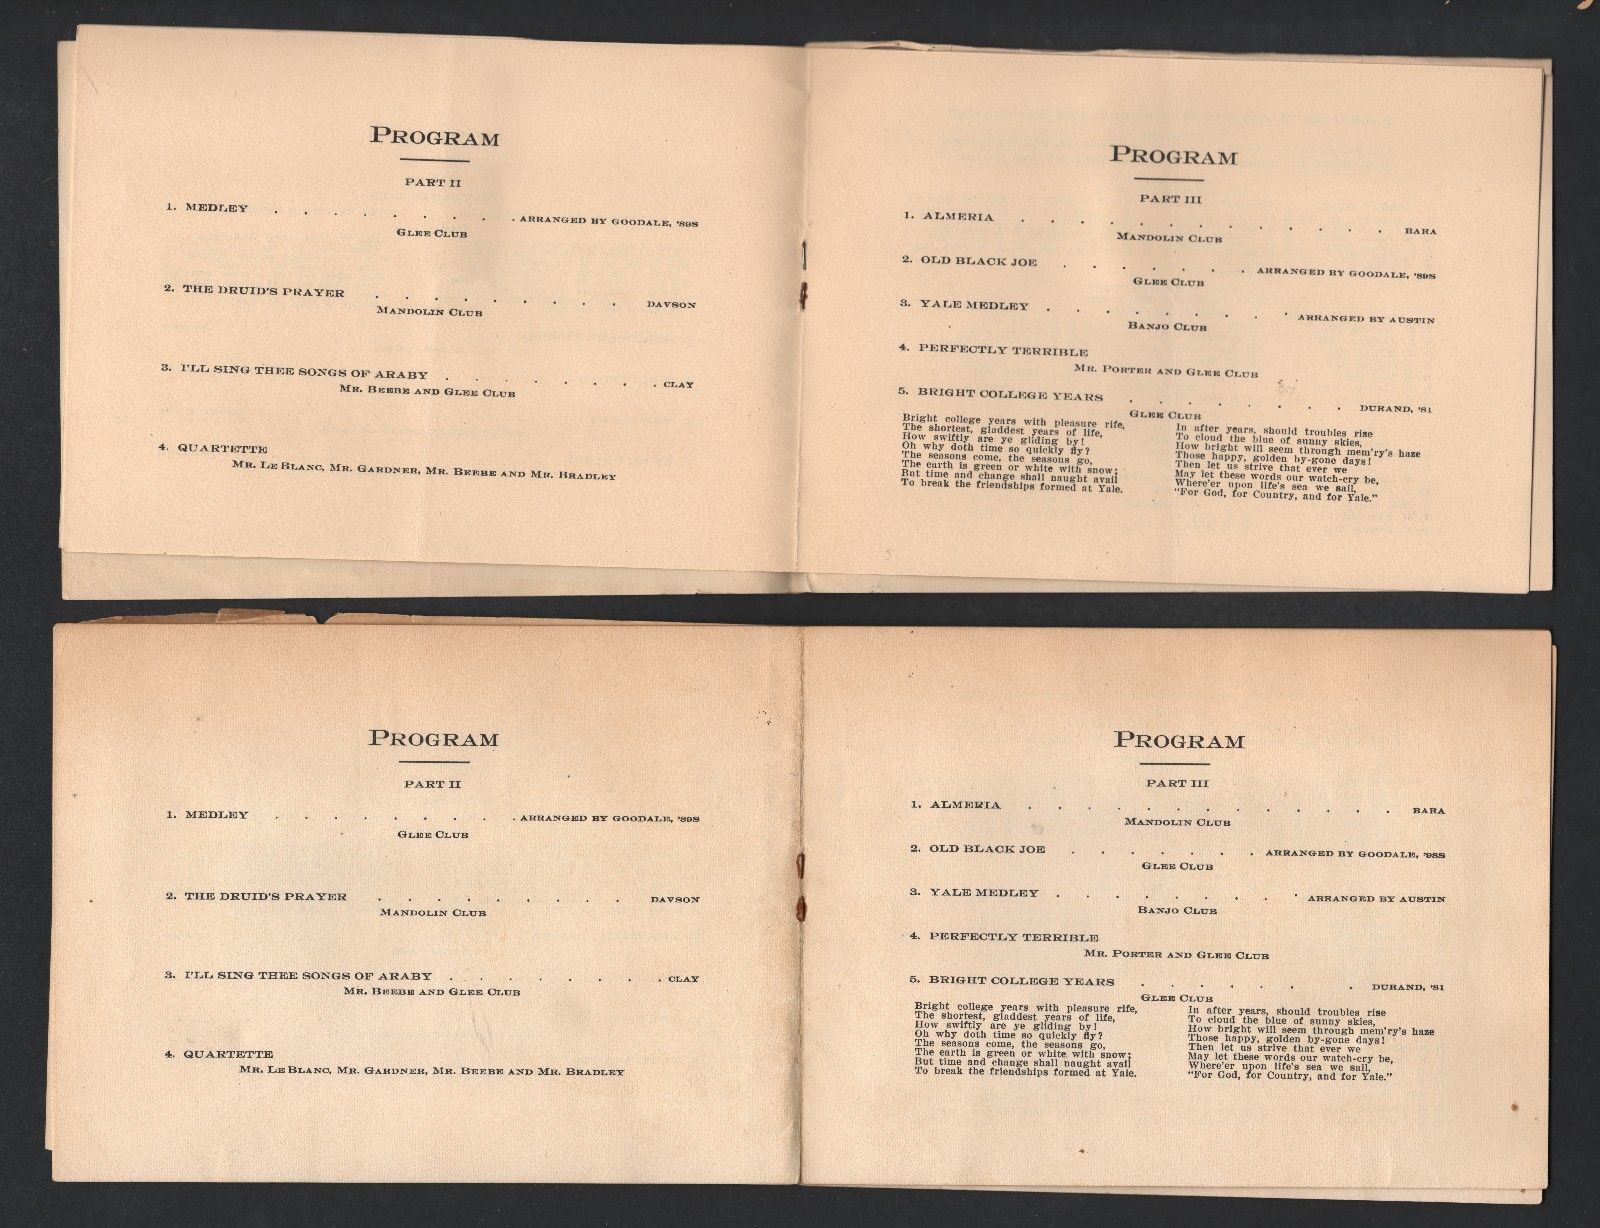 PROGRAM
PART II
1. MEDLEY . . . . . . . . . ARRANGED BY GOODALE, '89S
GLEE CLUB
2. THE DRUID'S PRAYER . . . . . . . . . DAVSON
MANDOLIN CLUB
3. I'LL SING THEE SONGS OF ARABY . . . . . . . . CLAY
MR. BEEBE AND GLEE CLUB
4. QUARTETTE
MR. LE BLANC, MR. GARDNER, MR. BEEBE AND MR. BRADLEY
PROGRAM
PART III
1. ALMERIA . . . . . . . . . . . . . BARA
MANDOLIN CLUB
2. OLD BLACK JOE . . . . . . . ARRANGED BY GOODALE, '89S
GLEE CLUB
3. YALE MEDLEY . . . . . . . . . ARRANGED BY AUSTIN
BANJO CLUB
4. PERFECTLY TERRIBLE
MR. PORTER AND GLEE CLUB
5. BRIGHT COLLEGE YEARS . . . . . . . . DURAND, '81
GLEE CLUB
Bright college years with pleasure rife,
The shortest, gladdest years of life,
How swiftly are ye gliding by!
Oh why doth time so quickly fly?
The seasons come, the seasons go,
The earth is green or white with snow;
But time and change shall naught avail
To break the friendships formed at Yale.
In after years, should troubles rise
To cloud the blue of sunny skies,
How bright will seem through mem'ry's haze
Those happy, golden by-gone days!
Then let us strive that ever we
May let these words our watch-cry be,
Where'er upon life's sea we sail,
"For God, for Country, and for Yale."
PROGRAM
PART II
1. MEDLEY . . . . . . . . . ARRANGED BY GOODALE, '89S
GLEE CLUB
2. THE DRUID'S PRAYER . . . . . . . . . DAVSON
MANDOLIN CLUB
3. I'LL SING THEE SONGS OF ARABY . . . . . . . . CLAY
MR. BEEBE AND GLEE CLUB
4. QUARTETTE
MR. LE BLANC, MR. GARDNER, MR. BEEBE AND MR. BRADLEY
PROGRAM
PART III
1. ALMERIA . . . . . . . . . . . . . BARA
MANDOLIN CLUB
2. OLD BLACK JOE . . . . . . . ARRANGED BY GOODALE, '98S
GLEE CLUB
3. YALE MEDLEY . . . . . . . . . ARRANGED BY AUSTIN
BANJO CLUB
4. PERFECTLY TERRIBLE
MR. PORTER AND GLEE CLUB
5. BRIGHT COLLEGE YEARS . . . . . . DURAND, '81
GLEE CLUB
Bright college years with pleasure rife,
The shortest, gladdest years of life,
How swiftly are ye gliding by!
Oh why doth time so quickly fly?
The seasons come, the seasons go,
The earth is green or white with snow;
But time and change shall naught avail
To break the friendships formed at Yale.
In after years, should troubles rise
To cloud the blue of sunny skies,
How bright will seem through mem'ry's haze
Those happy, golden by-gone days!
Then let us strive that ever we
May let these words our watch-cry be,
Where'er upon life's sea we sail,
"For God, for Country, and for Yale."